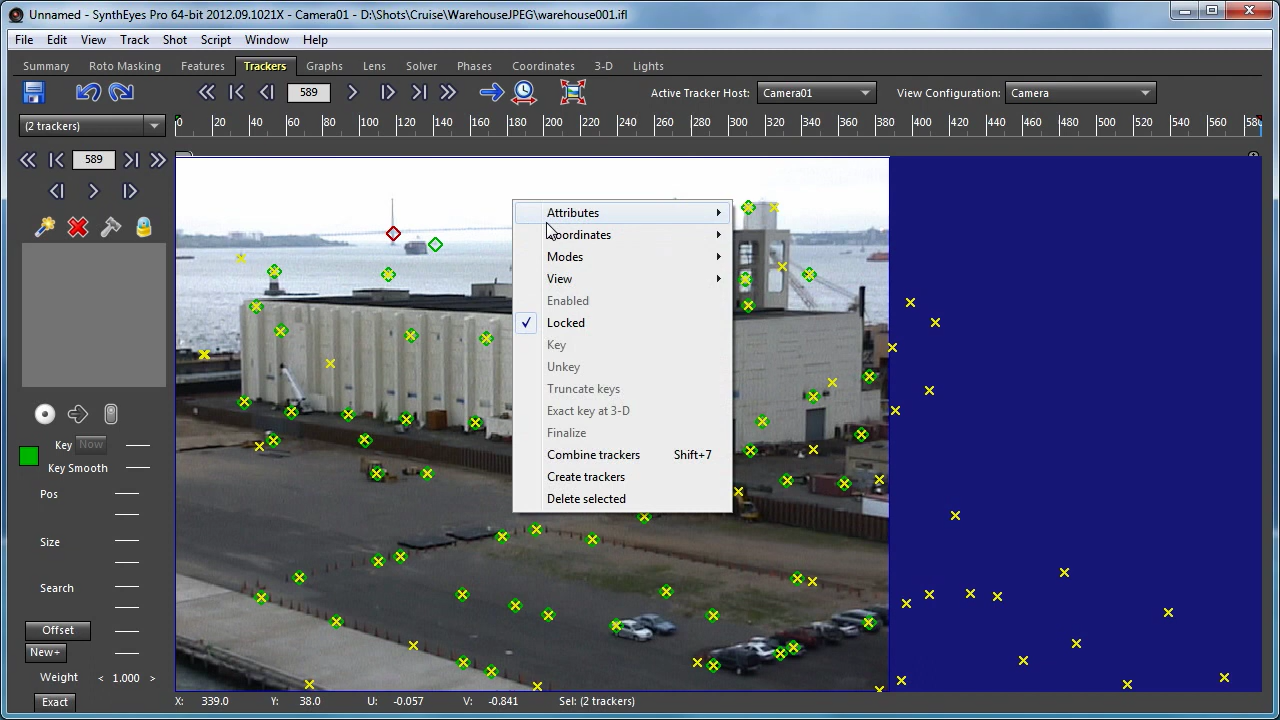 Unnamed - SynthEyes Pro 64-bit 2012.09.1021X - Camera01 - D:\Shots\Cruise\WarehouseJPEG\warehouse001.ifl
File Edit View Track Shot Script Window Help
Summary Roto Masking Features Trackers Graphs Lens Solver Phases Coordinates 3-D Lights
589 Active Tracker Host: Camera01 View Configuration: Camera
(2 trackers) 0 20 40 60 80 100 120 140 160 180 200 220 240 260 280 300 320 340 360 380 400 420 440 460 480 500 520 540 560 580
589
Attributes
Coordinates
Modes
View
Enabled
Locked
Key
Unkey
Truncate keys
Exact key at 3-D
Finalize
Combine trackers Shift+7
Create trackers
Delete selected
Key Now
Key Smooth
Pos
Size
Search
Offset
New+
Weight < 1.000 >
Exact
X: 339.0 Y: 38.0 U: -0.057 V: -0.841 Sel: (2 trackers)